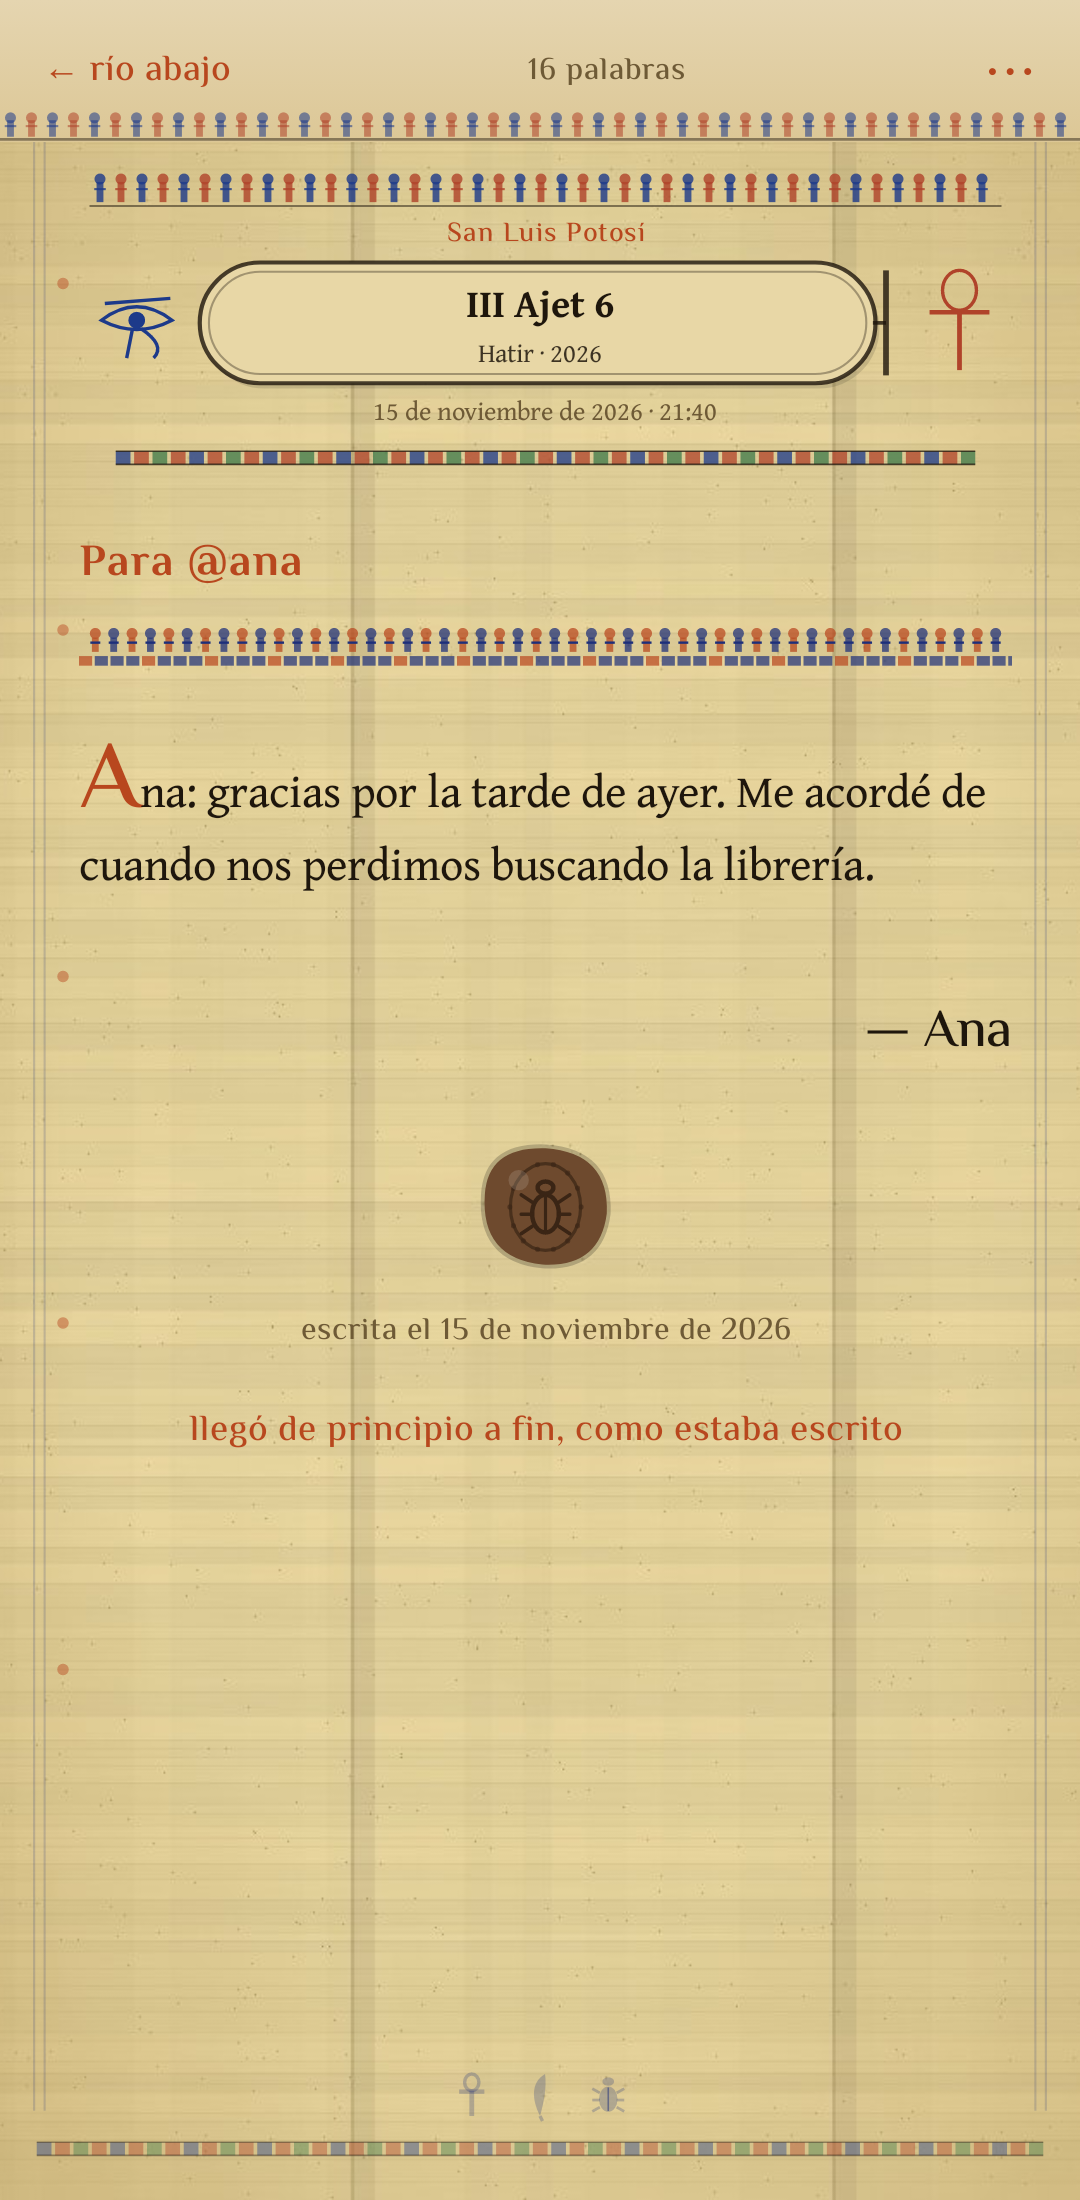 ← río abajo
16 palabras
...
San Luis Potosí
III Ajet 6
Hatir · 2026
15 de noviembre de 2026 · 21:40
Para @ana
Ana: gracias por la tarde de ayer. Me acordé de
cuando nos perdimos buscando la librería.
— Ana
escrita el 15 de noviembre de 2026
llegó de principio a fin, como estaba escrito